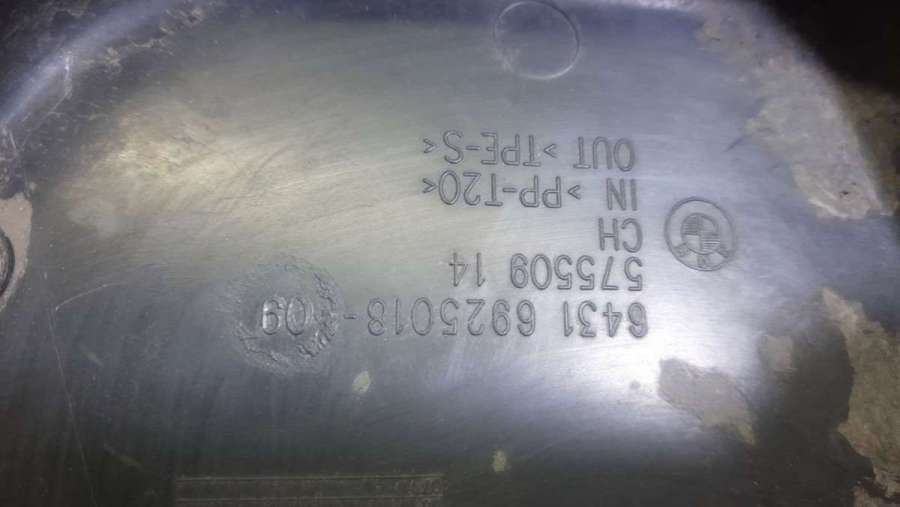 6431 6925018-09
575509 14
CH
IN >PP-T20<
OUT >TPE-S<